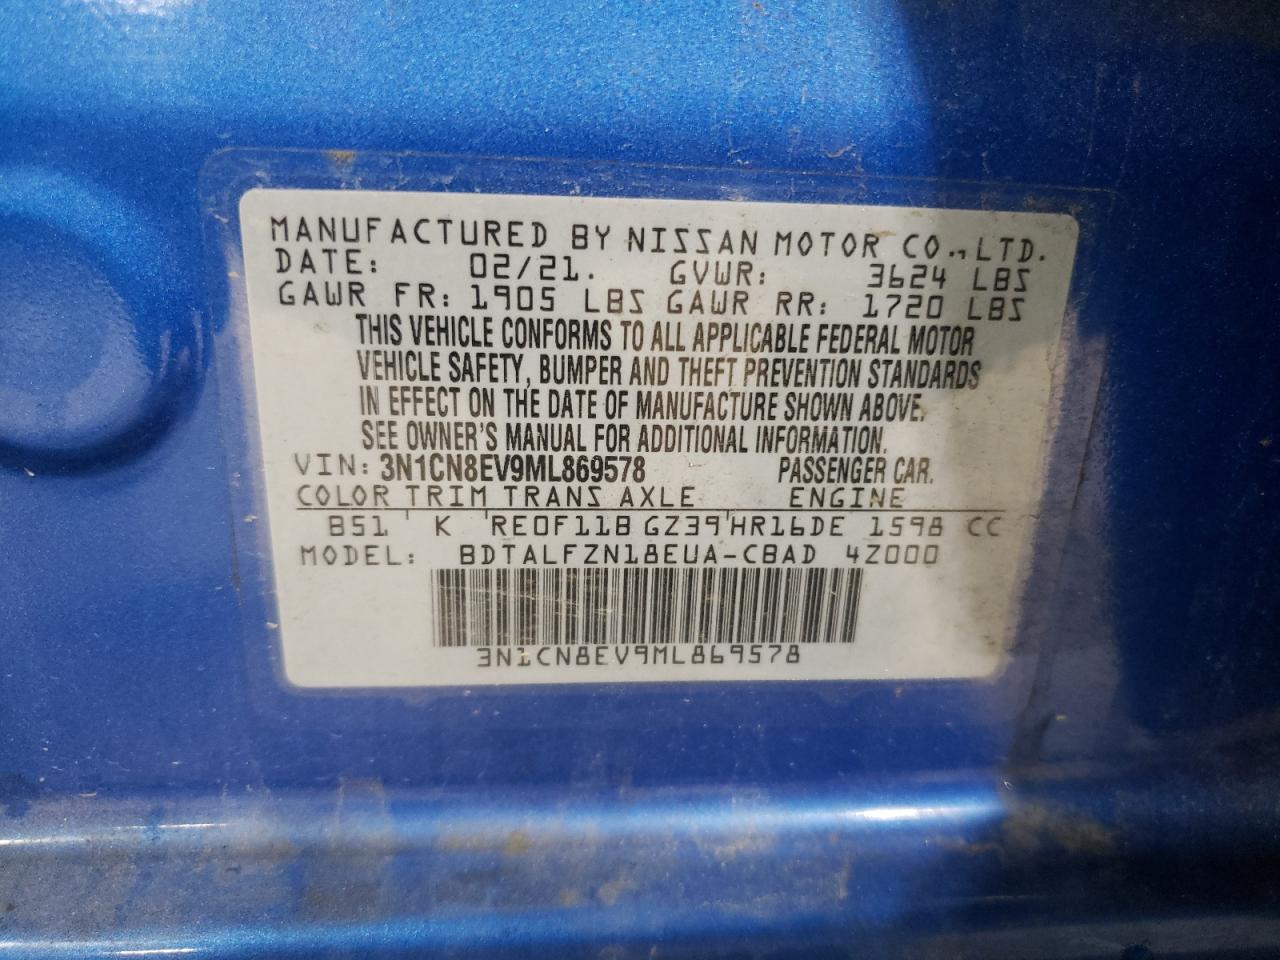 MANUFACTURED BY NISSAN MOTOR CO., LTD.
DATE: 02/21. GVWR: 3624 LBS
GAWR FR: 1905 LBS GAWR RR: 1720 LBS
THIS VEHICLE CONFORMS TO ALL APPLICABLE FEDERAL MOTOR
VEHICLE SAFETY, BUMPER AND THEFT PREVENTION STANDARDS
IN EFFECT ON THE DATE OF MANUFACTURE SHOWN ABOVE.
SEE OWNER'S MANUAL FOR ADDITIONAL INFORMATION.
VIN: 3N1CN8EV9ML869578 PASSENGER CAR.
COLOR TRIM TRANS AXLE ENGINE
B51 K RE0F11B GZ39 HR16DE 1598 CC
MODEL: BDTALFZN18EUA-CBAD 4Z000
3N1CN8EV9ML869578